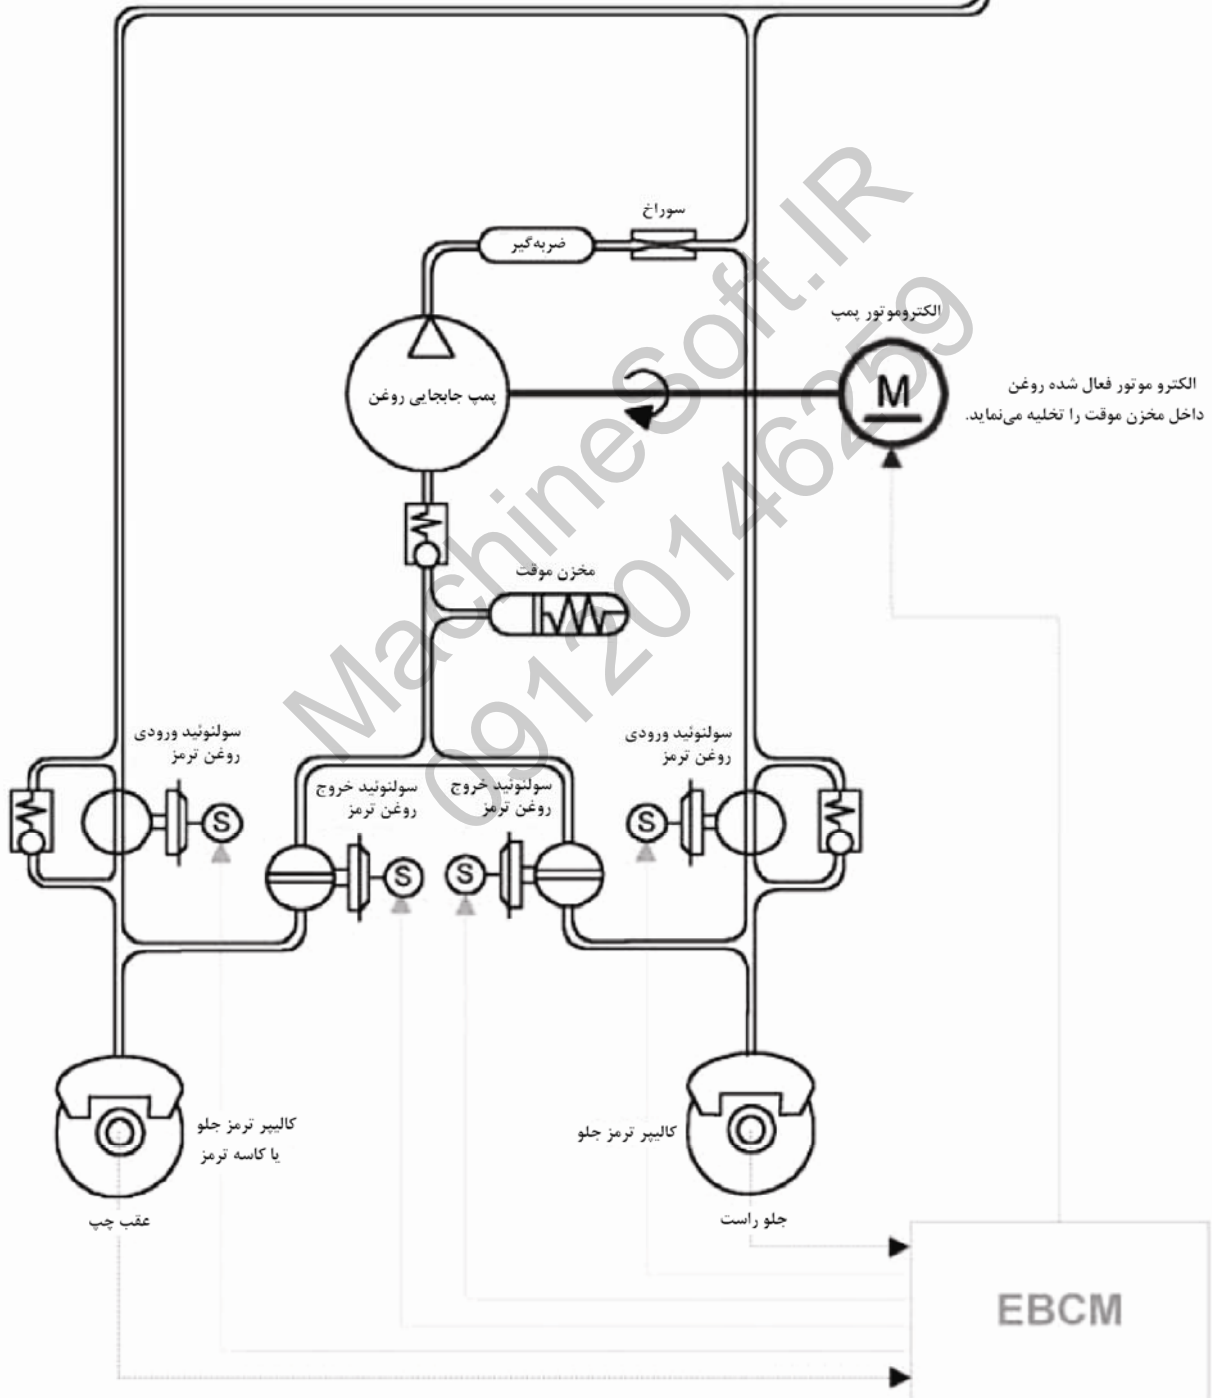 سوراخ
ضربه‌گیر
الکتروموتور پمپ
M
الکترو موتور فعال شده روغن
داخل مخزن موقت را تخلیه می‌نماید.
پمپ جابجایی روغن
مخزن موقت
سولنوئید ورودی
روغن ترمز
سولنوئید ورودی
روغن ترمز
سولنوئید خروج
روغن ترمز
سولنوئید خروج
روغن ترمز
S
S
S
S
کالیپر ترمز جلو
کالیپر ترمز جلو
یا کاسه ترمز
جلو راست
عقب چپ
EBCM
MachineSoft.IR
09120146259